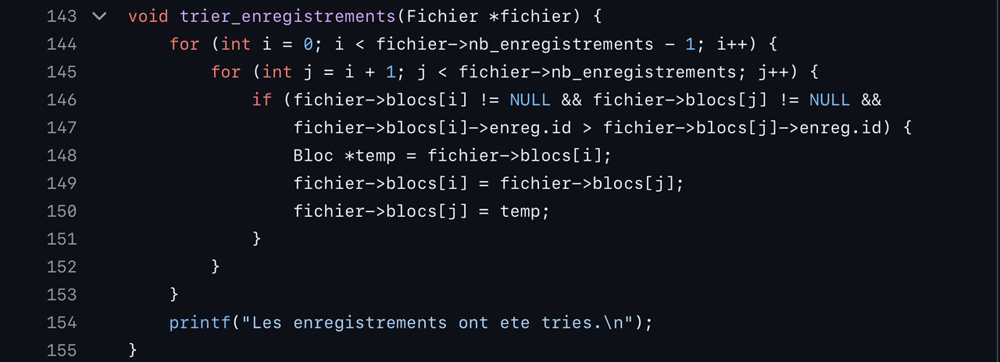 143 void trier_enregistrements(Fichier *fichier) {
144 for (int i = 0; i < fichier->nb_enregistrements - 1; i++) {
145 for (int j = i + 1; j < fichier->nb_enregistrements; j++) {
146 if (fichier->blocs[i] != NULL && fichier->blocs[j] != NULL &&
147 fichier->blocs[i]->enreg.id > fichier->blocs[j]->enreg.id) {
148 Bloc *temp = fichier->blocs[i];
149 fichier->blocs[i] = fichier->blocs[j];
150 fichier->blocs[j] = temp;
151 }
152 }
153 }
154 printf("Les enregistrements ont ete tries.\n");
155 }